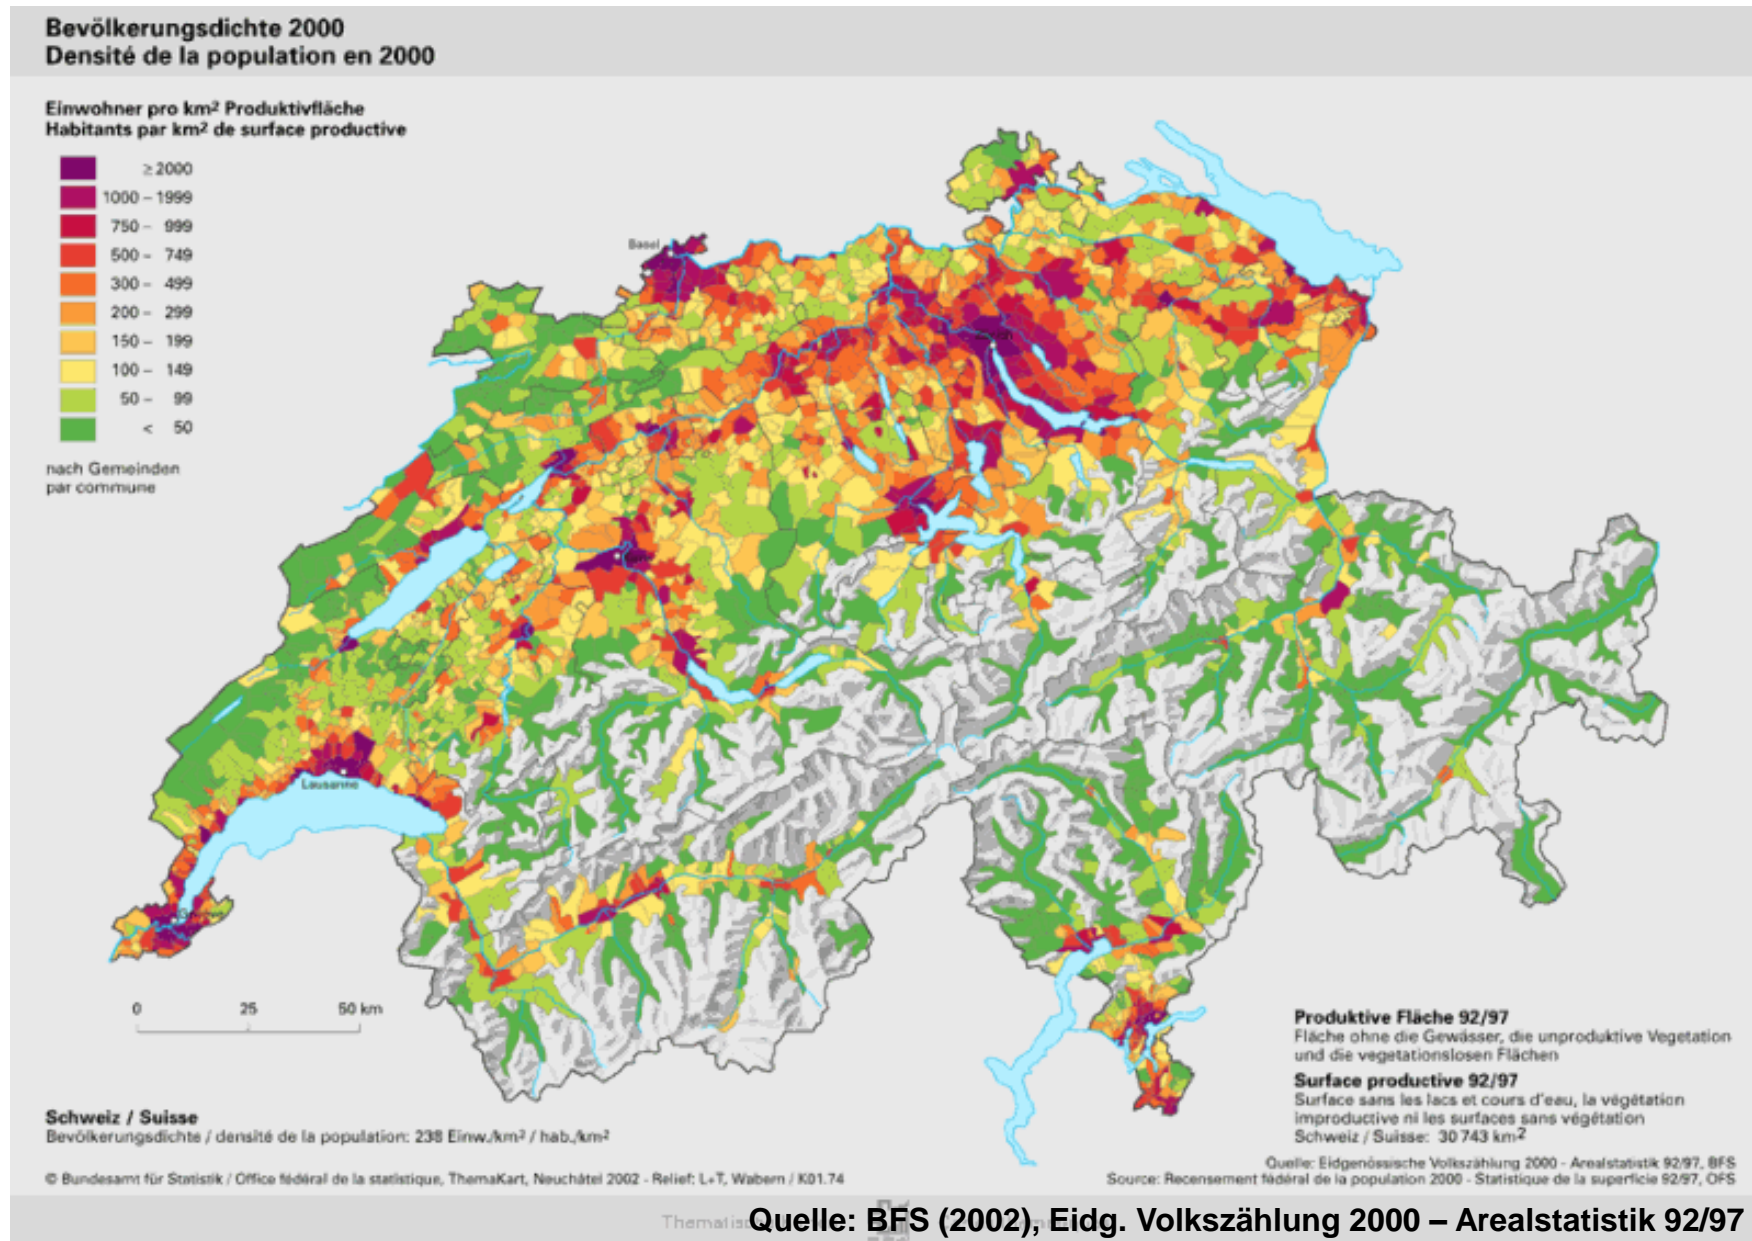 Bevölkerungsdichte 2000
Densité de la population en 2000
Einwohner pro km² Produktivfläche
Habitants par km² de surface productive
≥ 2000
1000 – 1999
750 – 999
500 – 749
300 – 499
200 – 299
150 – 199
100 – 149
50 – 99
< 50
nach Gemeinden
par commune
Basel
Lausanne
Genève
0 25 50 km
Produktive Fläche 92/97
Fläche ohne die Gewässer, die unproduktive Vegetation
und die vegetationslosen Flächen
Surface productive 92/97
Surface sans les lacs et cours d'eau, la végétation
improductive ni les surfaces sans végétation
Schweiz / Suisse: 30 743 km²
Schweiz / Suisse
Bevölkerungsdichte / densité de la population: 238 Einw./km² / hab./km²
Quelle: Eidgenössische Volkszählung 2000 - Arealstatistik 92/97, BFS
© Bundesamt für Statistik / Office fédéral de la statistique, ThemaKart, Neuchâtel 2002 - Relief: L+T, Wabern / K01.74
Source: Recensement fédéral de la population 2000 - Statistique de la superficie 92/97, OFS
Quelle: BFS (2002), Eidg. Volkszählung 2000 – Arealstatistik 92/97